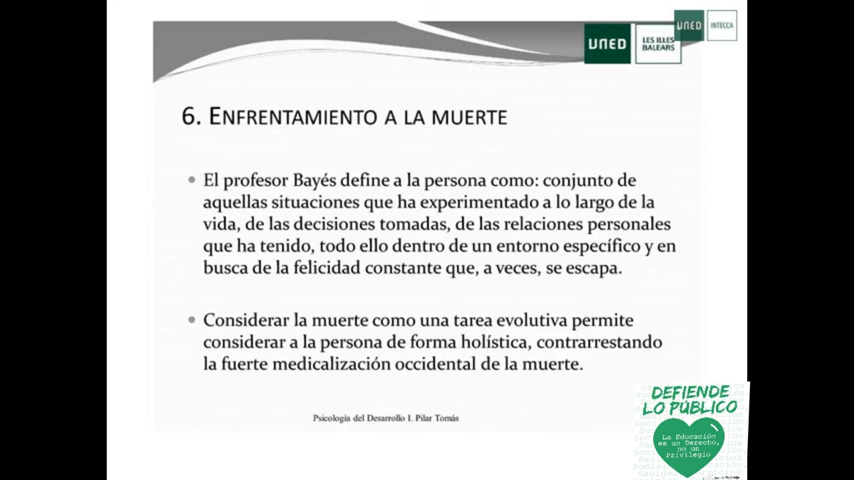 UNED
LES ILLES
BALEARS
UNED
INTECCA
6. ENFRENTAMIENTO A LA MUERTE
• El profesor Bayés define a la persona como: conjunto de
aquellas situaciones que ha experimentado a lo largo de la
vida, de las decisiones tomadas, de las relaciones personales
que ha tenido, todo ello dentro de un entorno específico y en
busca de la felicidad constante que, a veces, se escapa.
• Considerar la muerte como una tarea evolutiva permite
considerar a la persona de forma holística, contrarrestando
la fuerte medicalización occidental de la muerte.
Psicología del Desarrollo I. Pilar Tomás
DEFIENDE
LO PÚBLICO
La Educación
es un Derecho,
no un
Privilegio